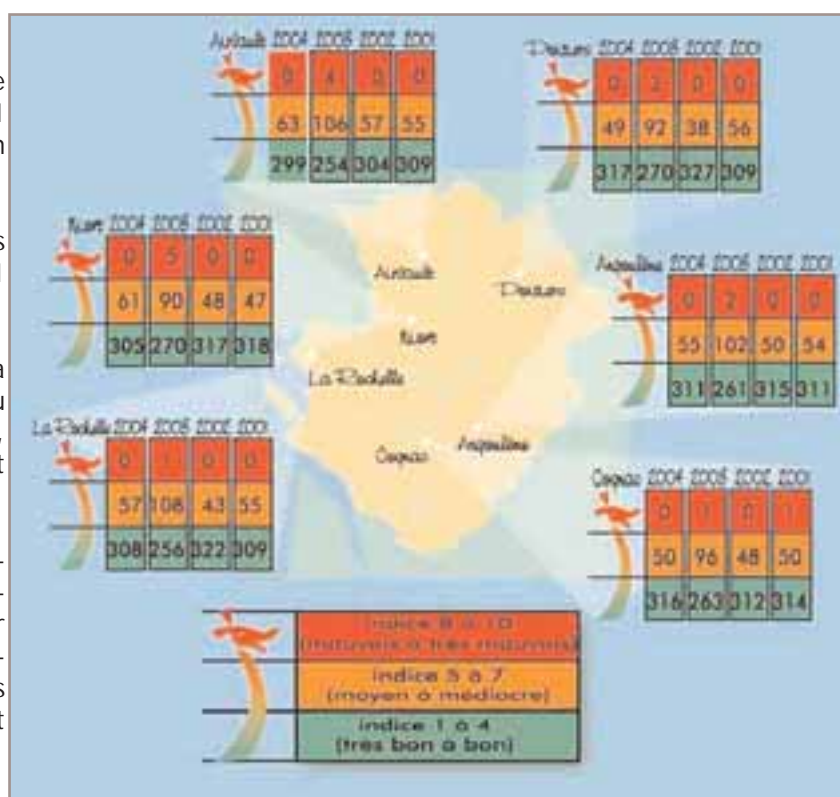 Airvault 2004 2003 2002 2001
0 4 0 0
63 106 57 55
299 254 304 309
2004 2003 2002 2001
0 0 0
49 92 38 56
317 270 327 309
Niort 2004 2003 2002 2001
0 5 0 0
61 90 48 47
305 270 317 318
Angoulême 2004 2003 2002 2001
0 2 0 0
55 102 50 54
311 261 315 311
La Rochelle 2004 2003 2002 2001
0 1 0 0
57 108 43 55
308 256 322 309
Cognac 2004 2003 2002 2001
0 1 0 1
50 96 48 50
316 263 312 314
Airvault
Niort
La Rochelle
Cognac
Angoulême
indice 8 à 10
(mauvais à très mauvais)
indice 5 à 7
(moyen à médiocre)
indice 1 à 4
(très bon à bon)